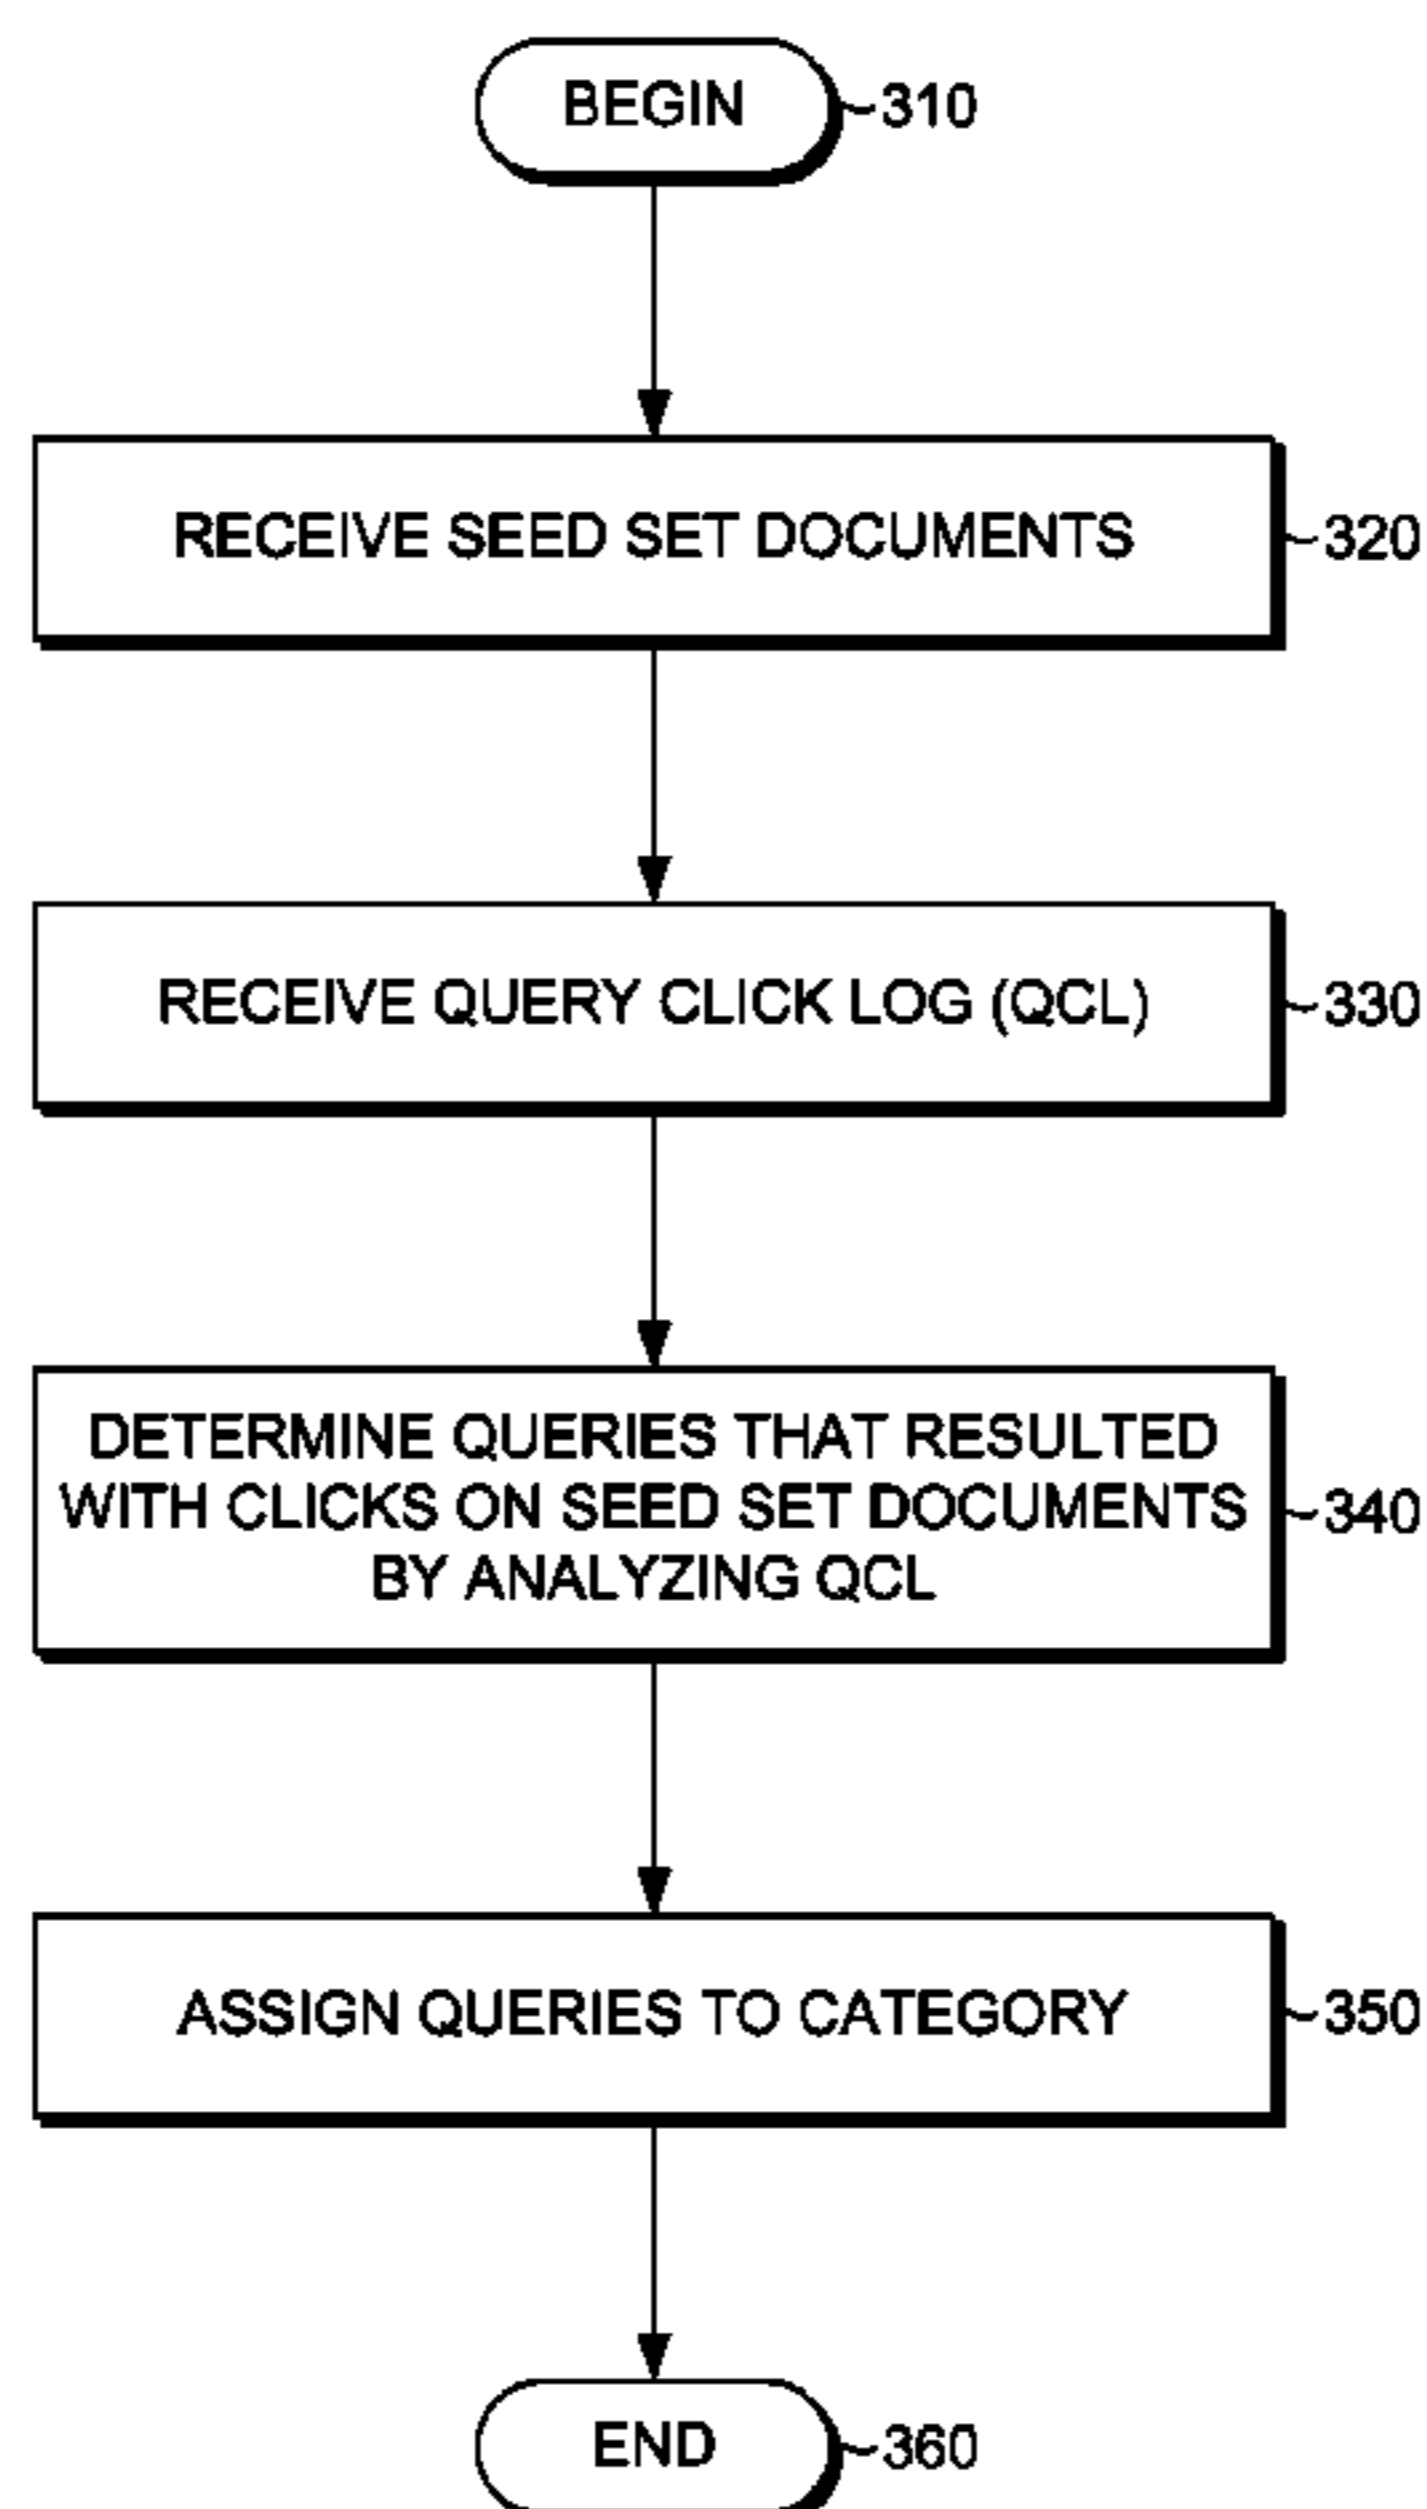 BEGIN
310
RECEIVE SEED SET DOCUMENTS
320
RECEIVE QUERY CLICK LOG (QCL)
330
DETERMINE QUERIES THAT RESULTED
WITH CLICKS ON SEED SET DOCUMENTS
BY ANALYZING QCL
340
ASSIGN QUERIES TO CATEGORY
350
END
360